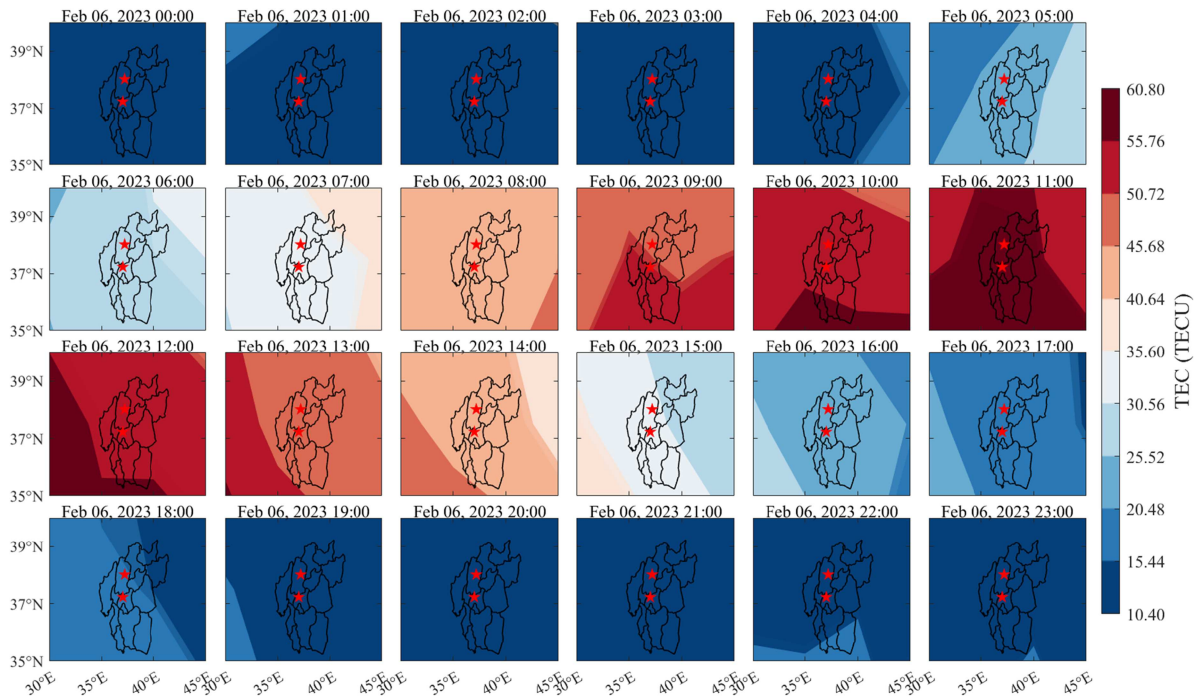 Feb 06, 2023 00:00 Feb 06, 2023 01:00 Feb 06, 2023 02:00 Feb 06, 2023 03:00 Feb 06, 2023 04:00 Feb 06, 2023 05:00
39°N
37°N
35°N
Feb 06, 2023 06:00 Feb 06, 2023 07:00 Feb 06, 2023 08:00 Feb 06, 2023 09:00 Feb 06, 2023 10:00 Feb 06, 2023 11:00
39°N
37°N
35°N
Feb 06, 2023 12:00 Feb 06, 2023 13:00 Feb 06, 2023 14:00 Feb 06, 2023 15:00 Feb 06, 2023 16:00 Feb 06, 2023 17:00
39°N
37°N
35°N
Feb 06, 2023 18:00 Feb 06, 2023 19:00 Feb 06, 2023 20:00 Feb 06, 2023 21:00 Feb 06, 2023 22:00 Feb 06, 2023 23:00
39°N
37°N
35°N
30°E 35°E 40°E 45°E 30°E 35°E 40°E 45°E 30°E 35°E 40°E 45°E 30°E 35°E 40°E 45°E 30°E 35°E 40°E 45°E 30°E 35°E 40°E 45°E
60.80
55.76
50.72
45.68
40.64
35.60
30.56
25.52
20.48
15.44
10.40
TEC (TECU)